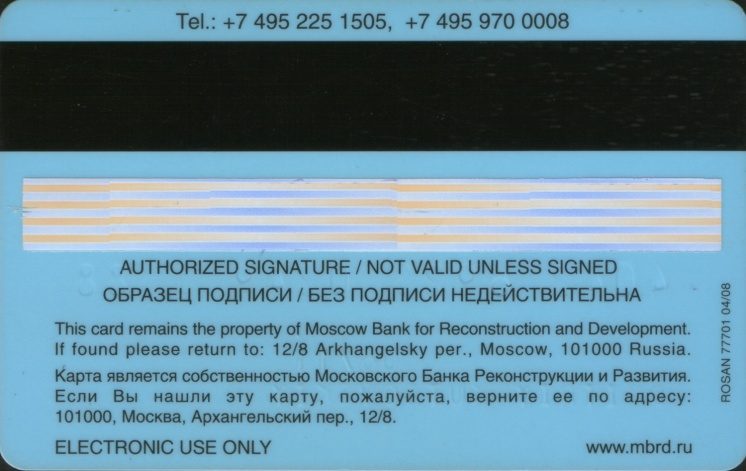 Tel.: +7 495 225 1505, +7 495 970 0008
AUTHORIZED SIGNATURE / NOT VALID UNLESS SIGNED
ОБРАЗЕЦ ПОДПИСИ / БЕЗ ПОДПИСИ НЕДЕЙСТВИТЕЛЬНА
This card remains the property of Moscow Bank for Reconstruction and Development.
If found please return to: 12/8 Arkhangelsky per., Moscow, 101000 Russia.
Карта является собственностью Московского Банка Реконструкции и Развития.
Если Вы нашли эту карту, пожалуйста, верните ее по адресу:
101000, Москва, Архангельский пер., 12/8.
ELECTRONIC USE ONLY
www.mbrd.ru
ROSAN 77701 04/08